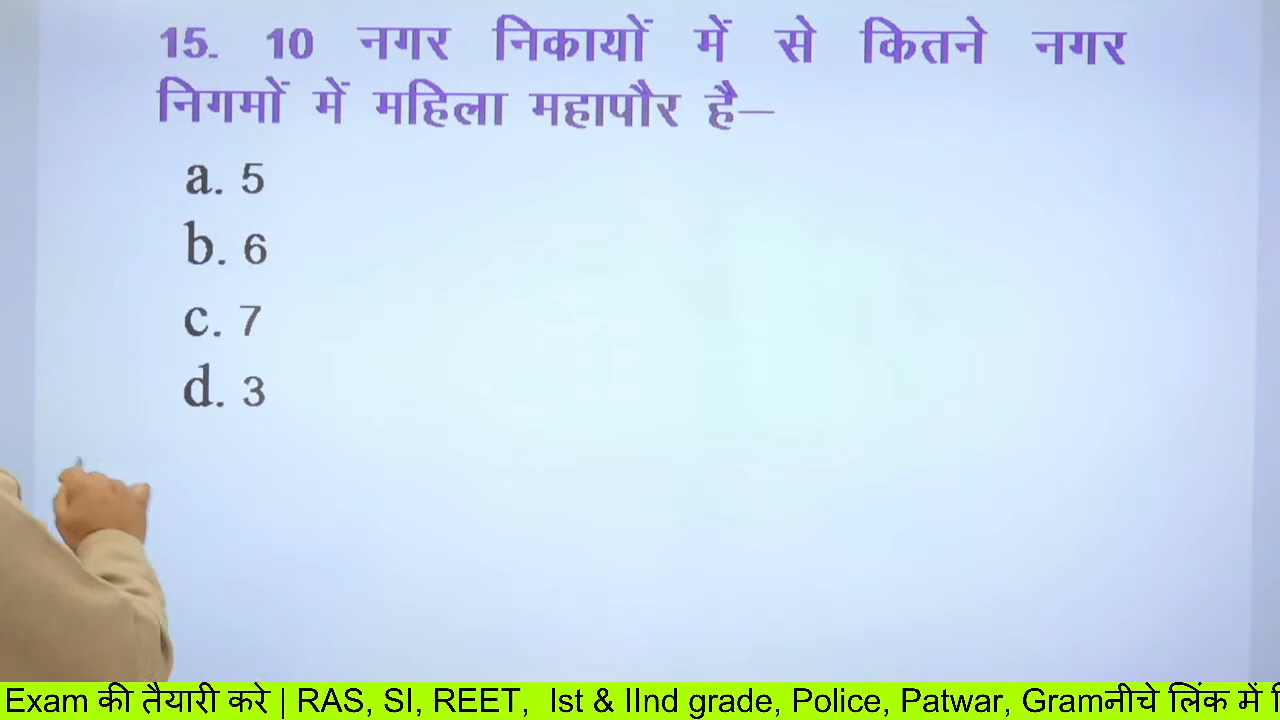 15. 10 नगर निकायों में से कितने नगर
निगमों में महिला महापौर है–
a. 5
b. 6
c. 7
d. 3
Exam की तैयारी करे | RAS, SI, REET, Ist & IInd grade, Police, Patwar, Gramनीचे लिंक में